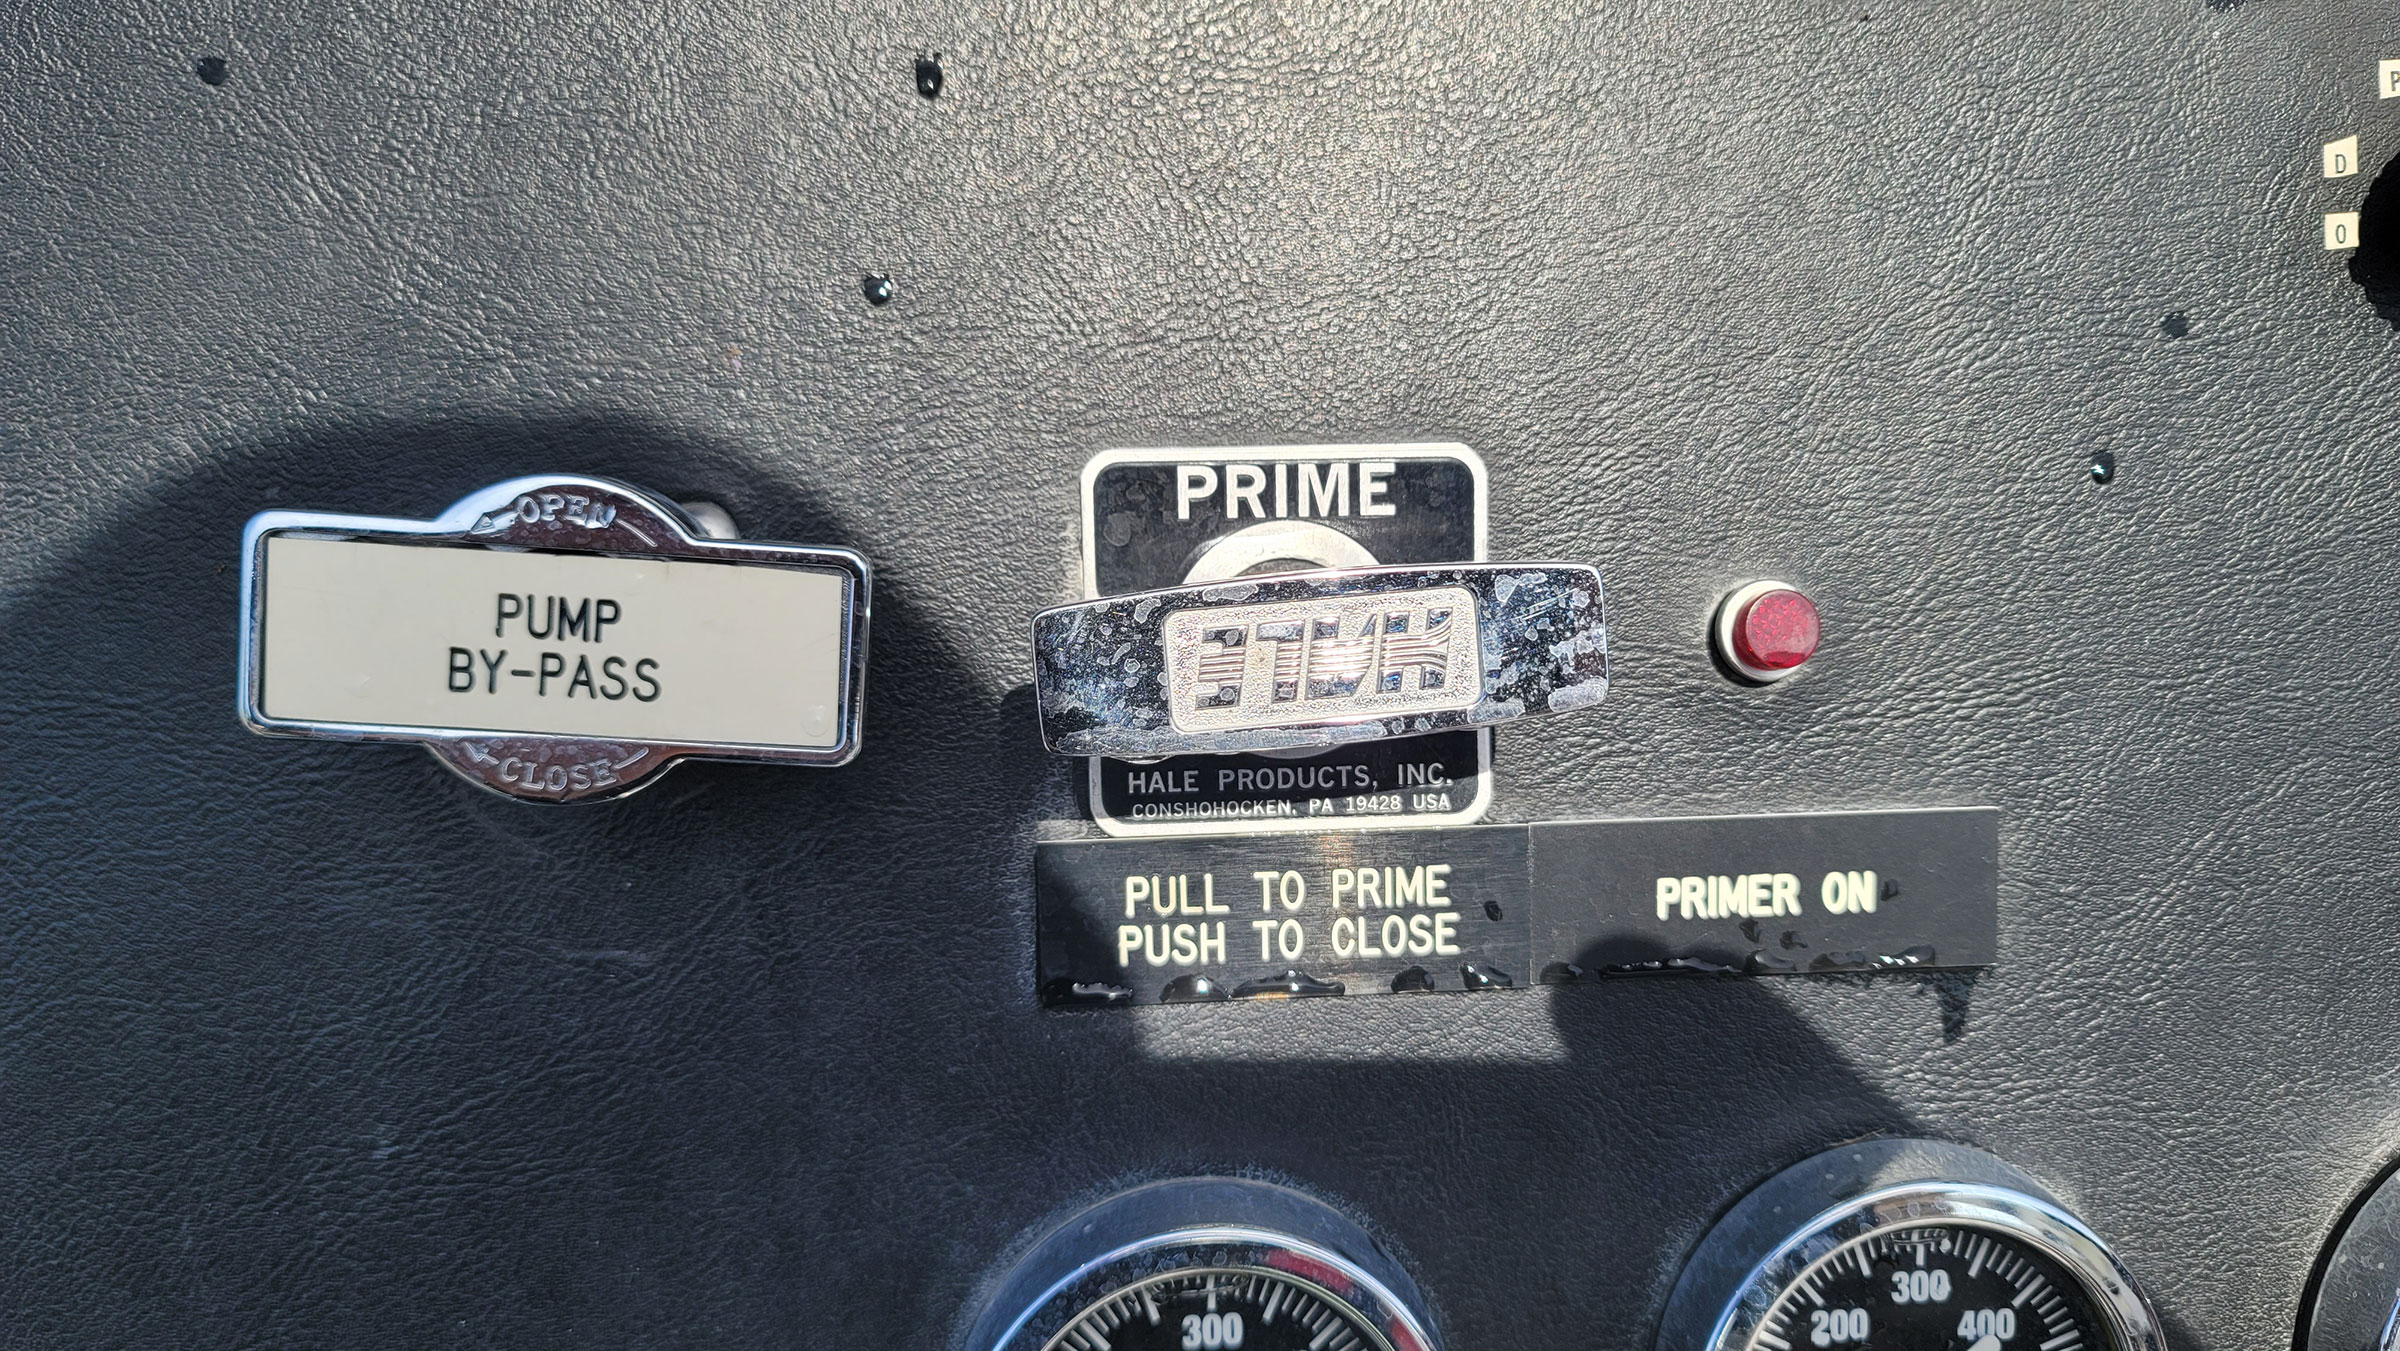 P
D
O
OPEN
PUMP
BY-PASS
CLOSE
PRIME
HALE
HALE PRODUCTS, INC.
CONSHOHOCKEN, PA 19428 USA
PULL TO PRIME
PUSH TO CLOSE
PRIMER ON
300
200
300
400